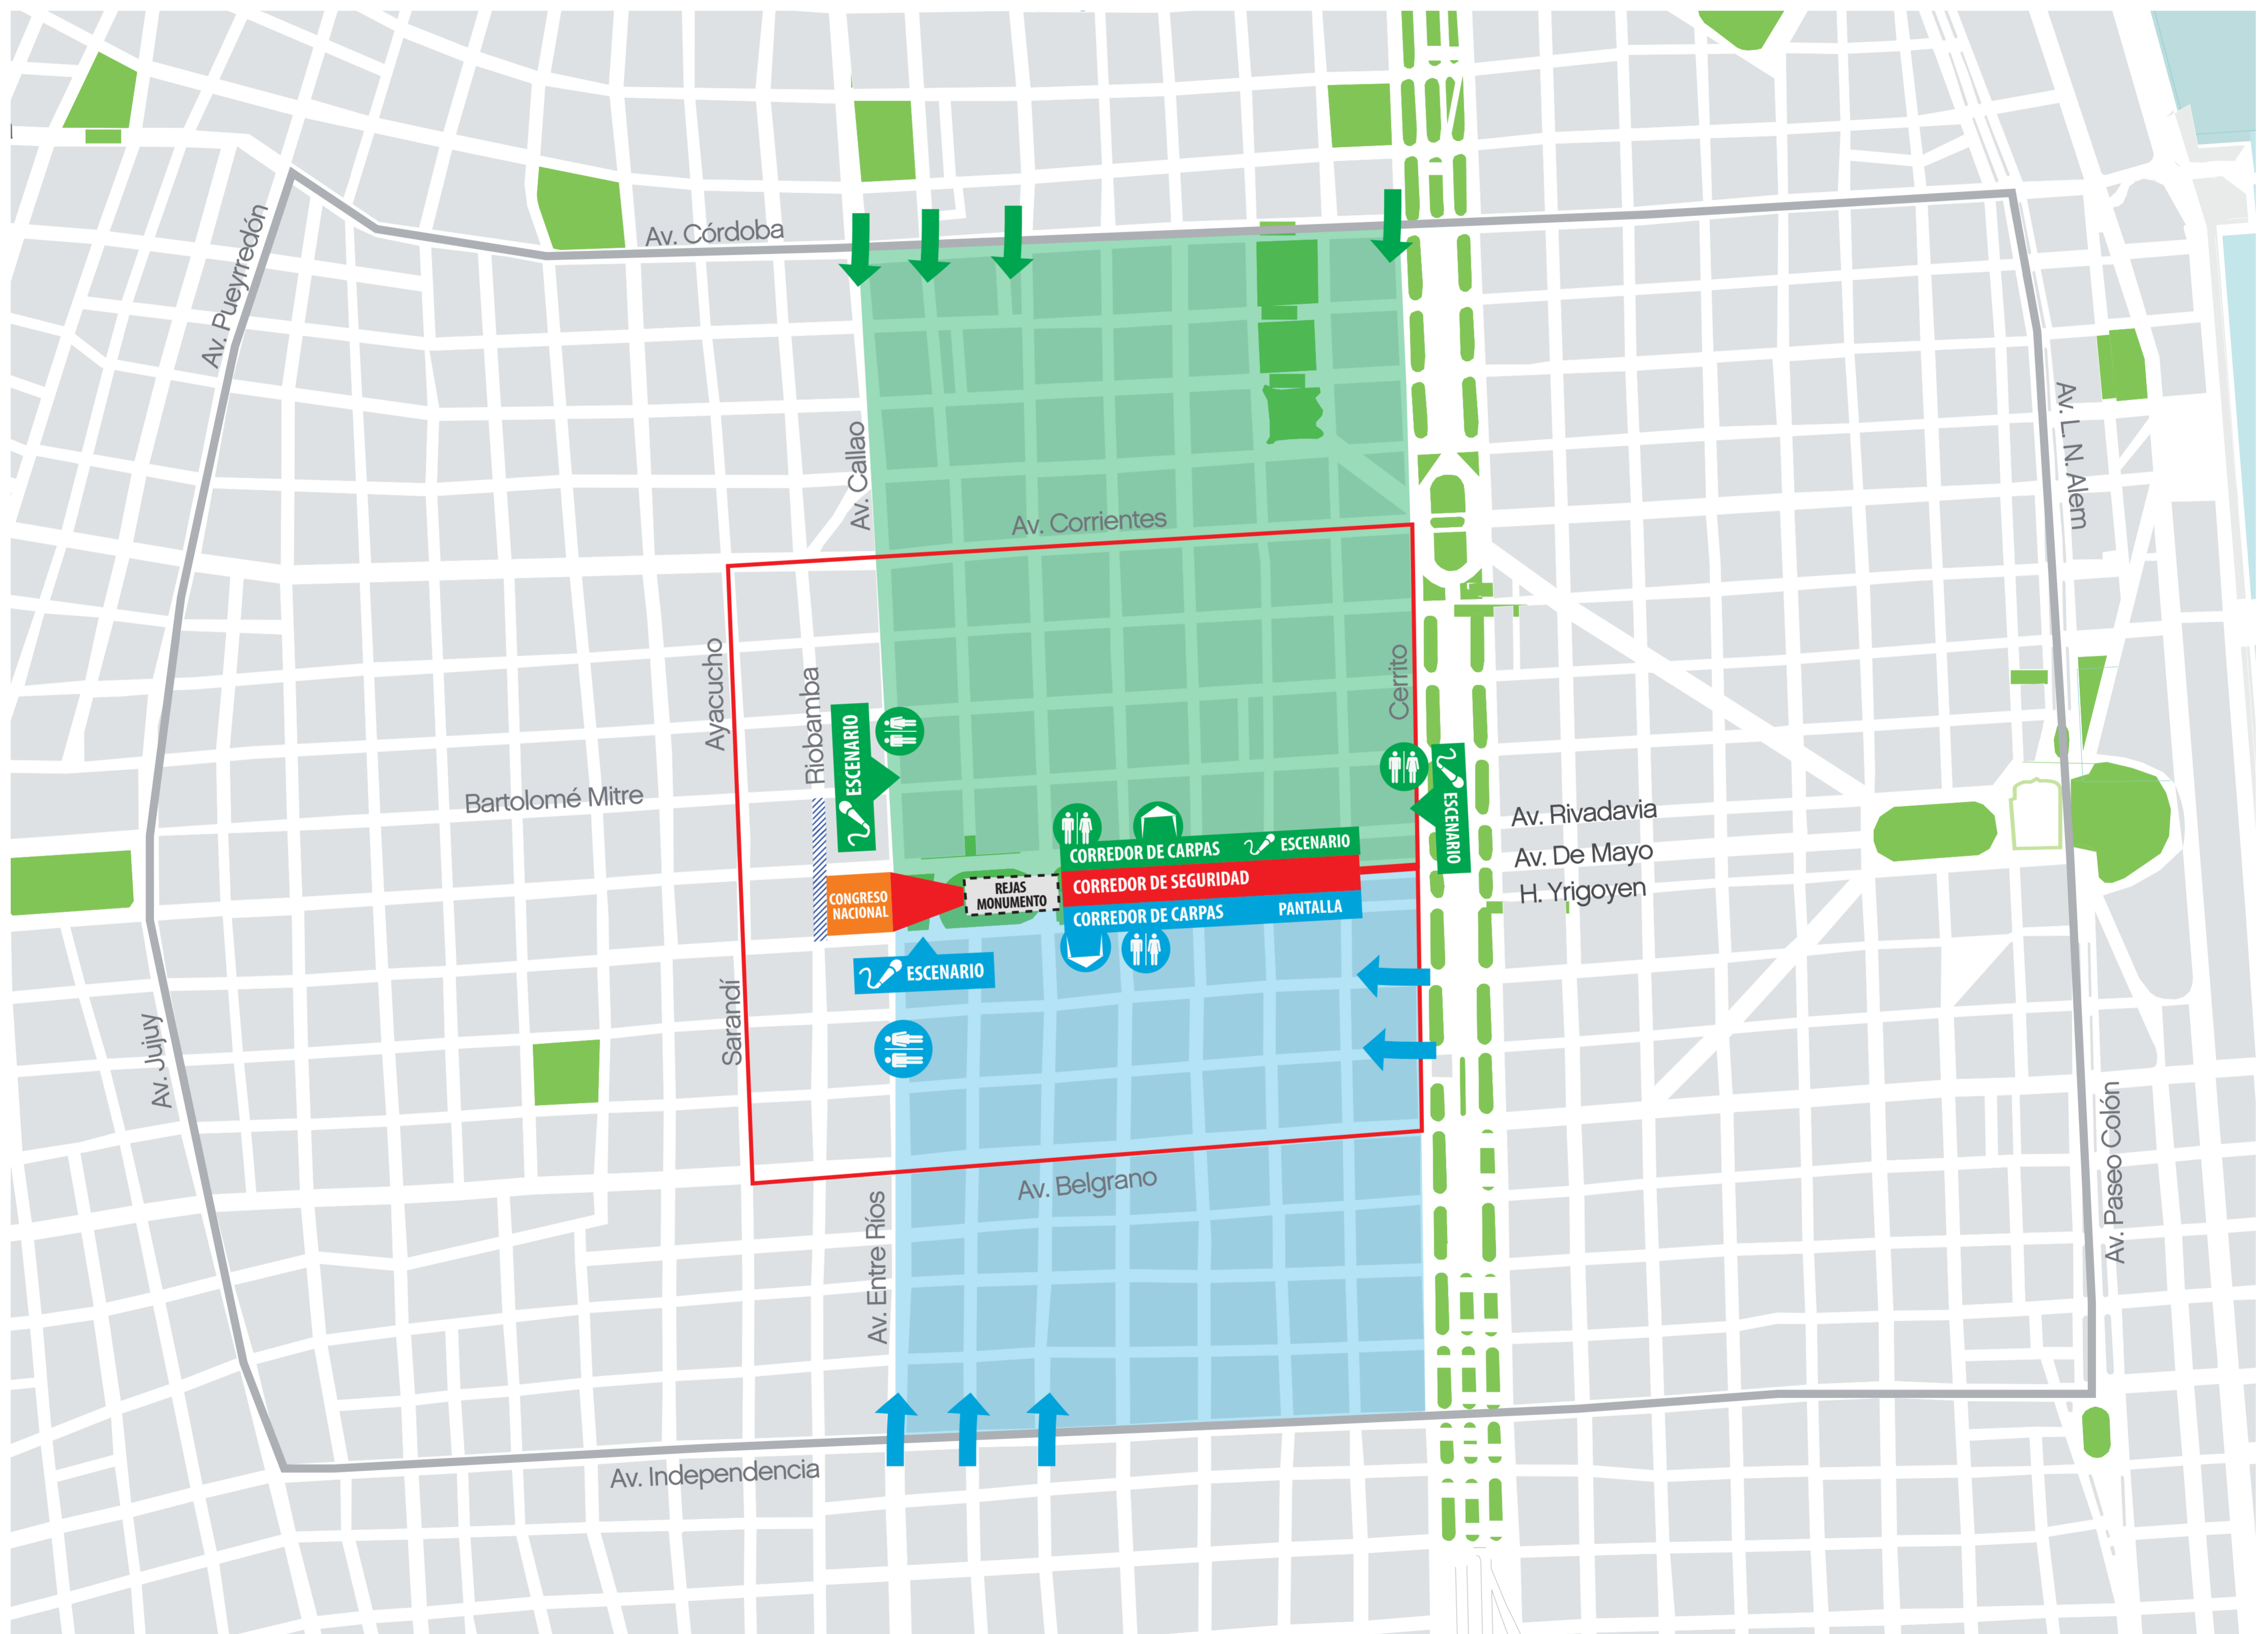 Av. Córdoba
Av. Pueyrredón
Av. L. N. Alem
Av. Callao
Av. Corrientes
Ayacucho
Riobamba
Cerrito
ESCENARIO
ESCENARIO
Bartolomé Mitre
Av. Rivadavia
Av. De Mayo
H. Yrigoyen
CORREDOR DE CARPAS ESCENARIO
CORREDOR DE SEGURIDAD
CORREDOR DE CARPAS PANTALLA
REJAS
MONUMENTO
CONGRESO
NACIONAL
ESCENARIO
Sarandí
Av. Jujuy
Av. Belgrano
Av. Entre Ríos
Av. Paseo Colón
Av. Independencia